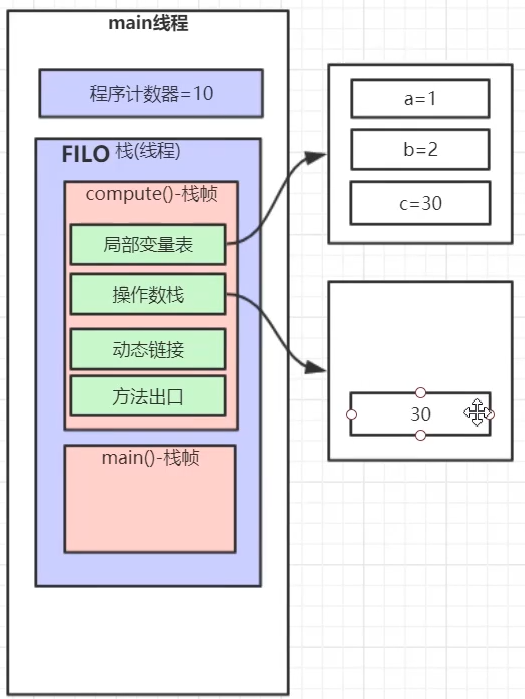 main线程
程序计数器=10
FILO 栈(线程)
compute()-栈帧
局部变量表
操作数栈
动态链接
方法出口
main()-栈帧
a=1
b=2
c=30
30